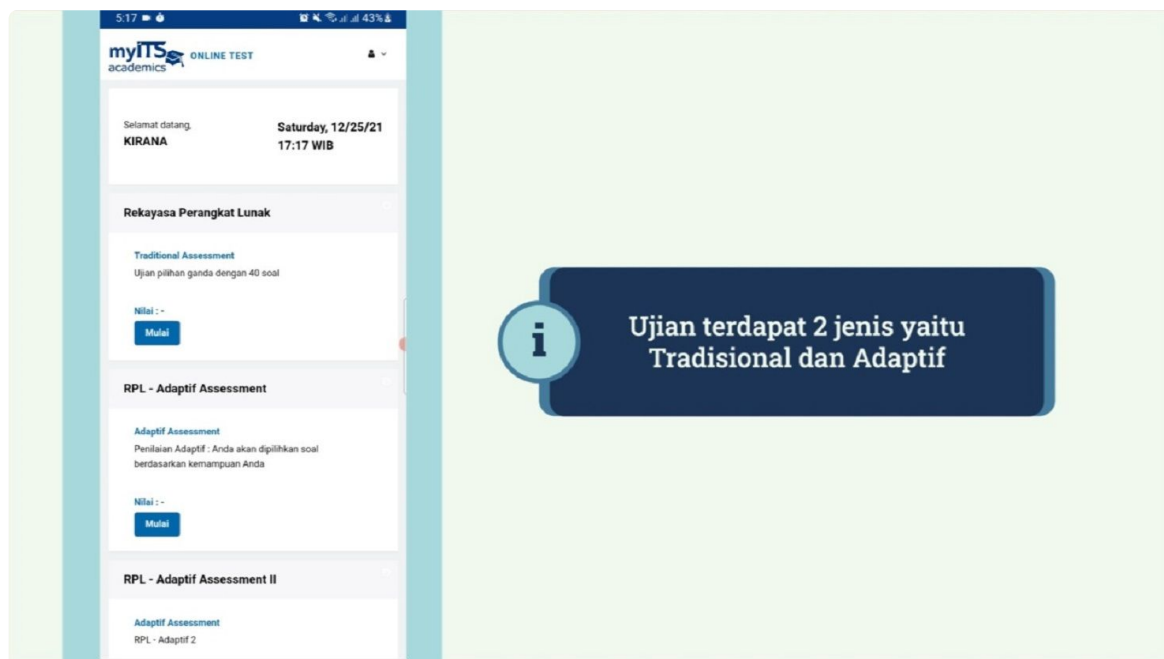 5:17
43%
myITS
academics
ONLINE TEST
Selamat datang,
KIRANA
Saturday, 12/25/21
17:17 WIB
Rekayasa Perangkat Lunak
Traditional Assessment
Ujian pilihan ganda dengan 40 soal
Nilai : -
Mulai
RPL - Adaptif Assessment
Adaptif Assessment
Penilaian Adaptif : Anda akan dipilihkan soal
berdasarkan kemampuan Anda
Nilai : -
Mulai
RPL - Adaptif Assessment II
Adaptif Assessment
RPL - Adaptif 2
i
Ujian terdapat 2 jenis yaitu
Tradisional dan Adaptif